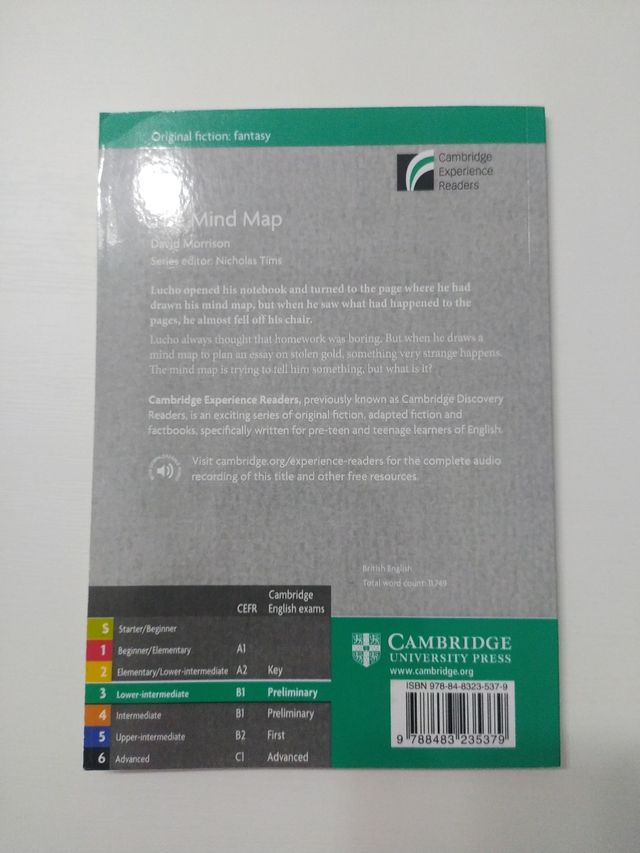 Original fiction: fantasy
Cambridge
Experience
Readers
Mind Map
David Morrison
Series editor: Nicholas Tims
Lucho opened his notebook and turned to the page where he had
drawn his mind map, but when he saw what had happened to the
pages, he almost fell off his chair.
Lucho always thought that homework was boring. But when he draws a
mind map to plan an essay on stolen gold, something very strange happens.
The mind map is trying to tell him something, but what is it?
Cambridge Experience Readers, previously known as Cambridge Discovery
Readers, is an exciting series of original fiction, adapted fiction and
factbooks, specifically written for pre-teen and teenage learners of English.
Visit cambridge.org/experience-readers for the complete audio
recording of this title and other free resources.
British English
Total word count: 11,749
CEFR Cambridge English exams
S Starter/Beginner
1 Beginner/Elementary A1
2 Elementary/Lower-intermediate A2 Key
3 Lower-intermediate B1 Preliminary
4 Intermediate B1 Preliminary
5 Upper-intermediate B2 First
6 Advanced C1 Advanced
CAMBRIDGE
UNIVERSITY PRESS
www.cambridge.org
ISBN 978-84-8323-537-9
9 788483 235379